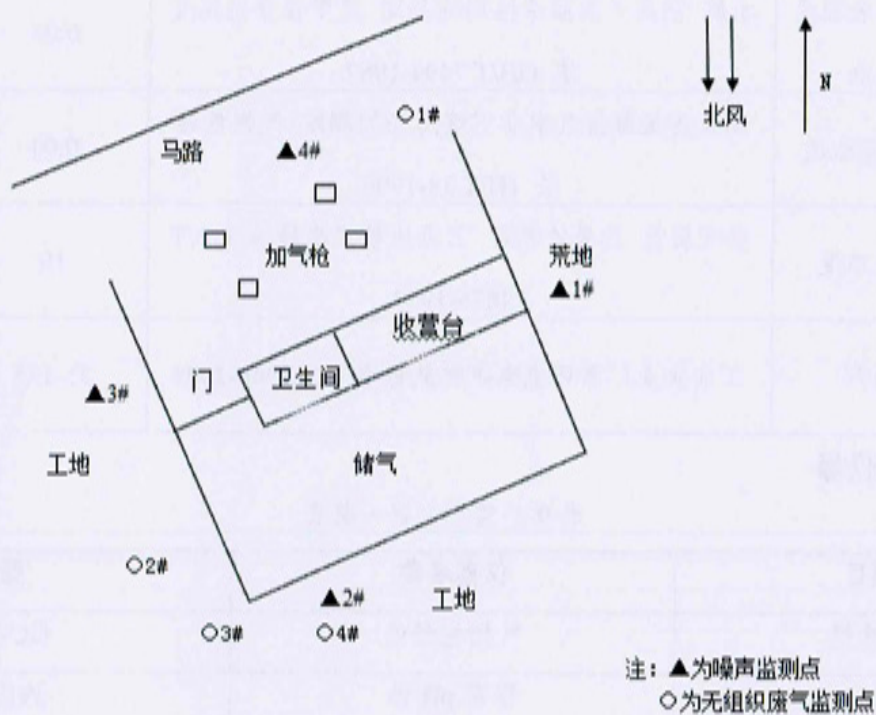 ○1#
N
北风
马路
▲4#
加气枪
荒地
▲1#
收营台
门
卫生间
▲3#
工地
储气
○2#
▲2#
工地
○3#
○4#
注：▲为噪声监测点
○为无组织废气监测点